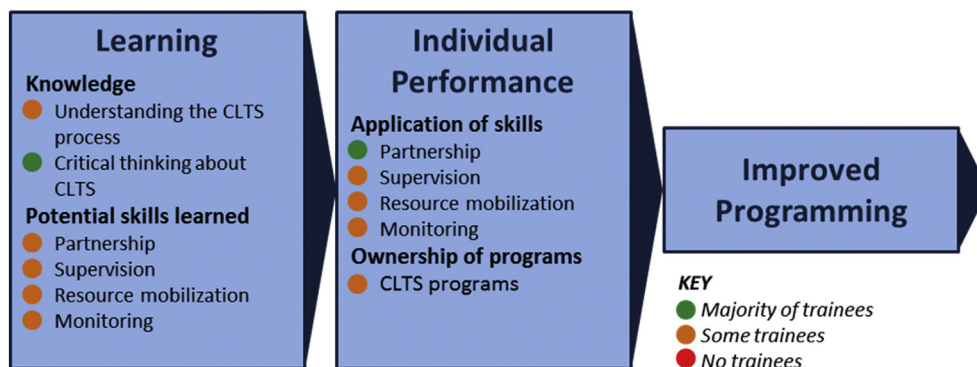 Learning
Knowledge
Understanding the CLTS
process
Critical thinking about
CLTS
Potential skills learned
Partnership
Supervision
Resource mobilization
Monitoring
Individual
Performance
Application of skills
Partnership
Supervision
Resource mobilization
Monitoring
Ownership of programs
CLTS programs
Improved
Programming
KEY
Majority of trainees
Some trainees
No trainees